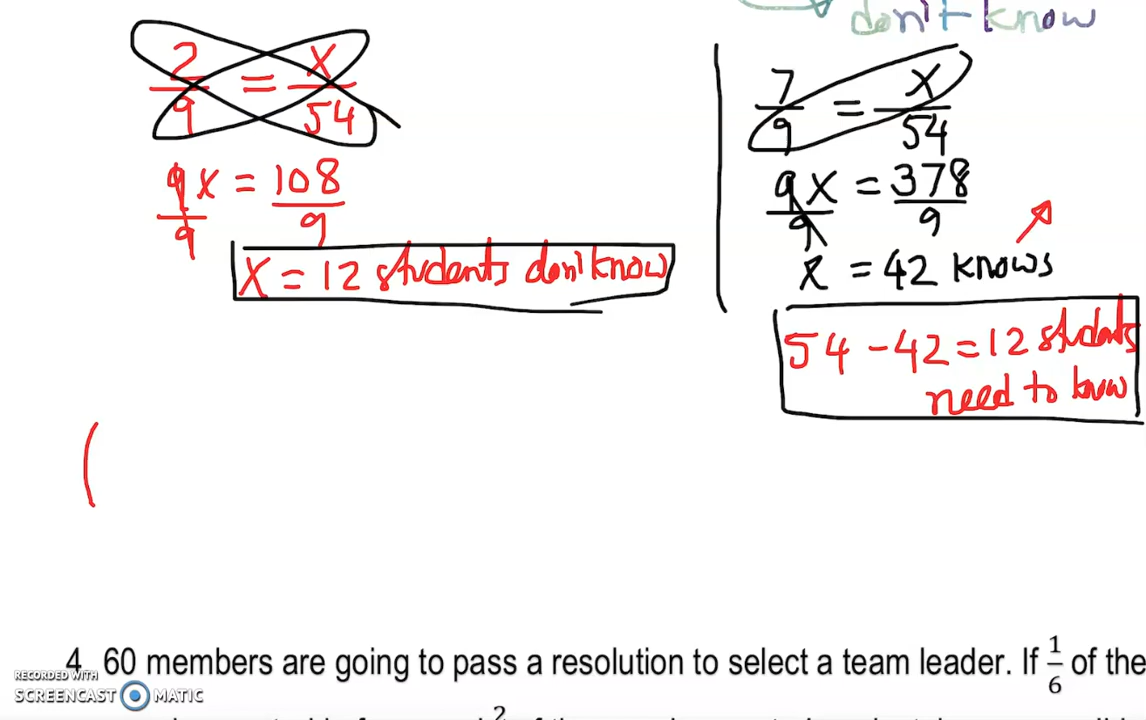 don't know
2/9 = x/54
9x/9 = 108/9
x = 12 students don't know
7/9 = x/54
9x/9 = 378/9
x = 42 knows
54 - 42 = 12 students
need to know
(
4. 60 members are going to pass a resolution to select a team leader. If 1/6 of the
RECORDED WITH
SCREENCAST MATIC